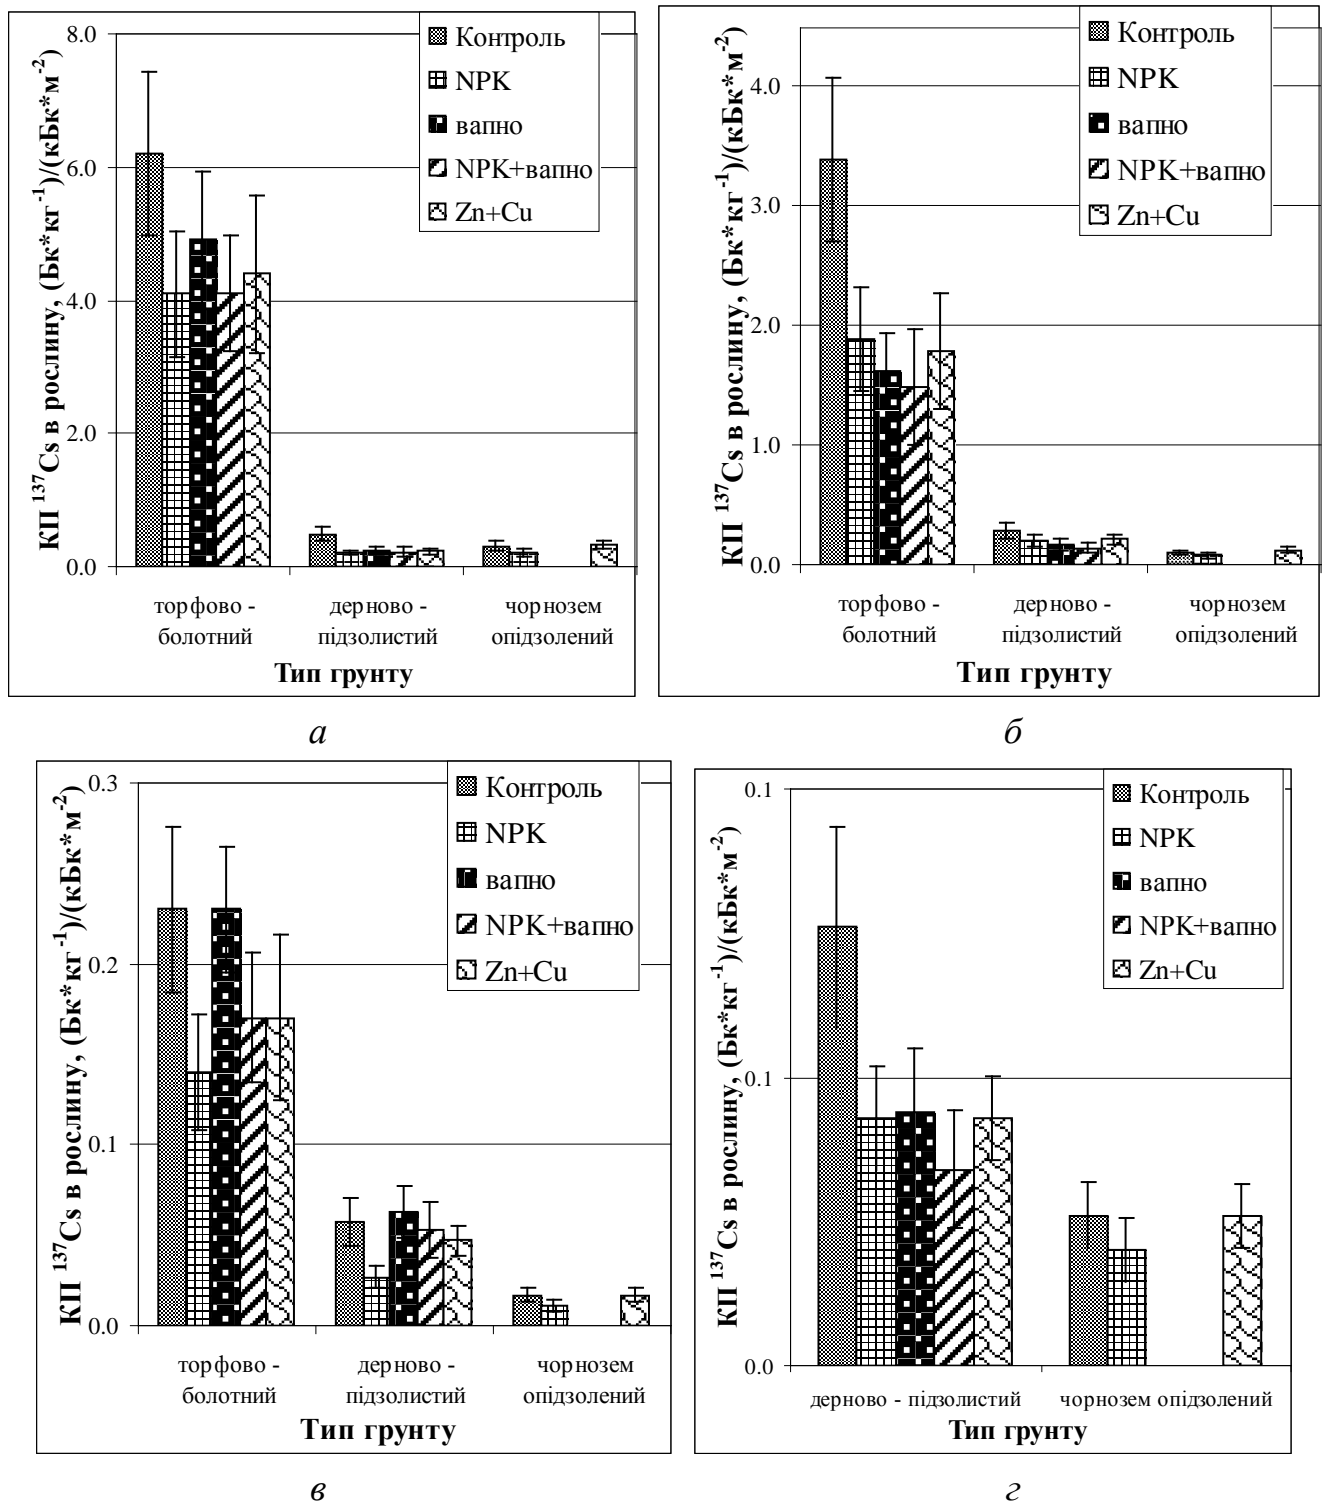 КП ¹³⁷Cs в рослину, (Бк*кг⁻¹)/(кБк*м⁻²)
8.0
6.0
4.0
2.0
0.0
Контроль
NPK
вапно
NPK+вапно
Zn+Cu
торфово -
болотний
дерново -
підзолистий
чорнозем
опідзолений
Тип грунту
а
КП ¹³⁷Cs в рослину, (Бк*кг⁻¹)/(кБк*м⁻²)
4.0
3.0
2.0
1.0
0.0
Контроль
NPK
вапно
NPK+вапно
Zn+Cu
торфово -
болотний
дерново -
підзолистий
чорнозем
опідзолений
Тип грунту
б
КП ¹³⁷Cs в рослину, (Бк*кг⁻¹)/(кБк*м⁻²)
0.3
0.2
0.1
0.0
Контроль
NPK
вапно
NPK+вапно
Zn+Cu
торфово -
болотний
дерново -
підзолистий
чорнозем
опідзолений
Тип грунту
в
КП ¹³⁷Cs в рослину, (Бк*кг⁻¹)/(кБк*м⁻²)
0.1
0.1
0.0
Контроль
NPK
вапно
NPK+вапно
Zn+Cu
дерново - підзолистий
чорнозем опідзолений
Тип грунту
г